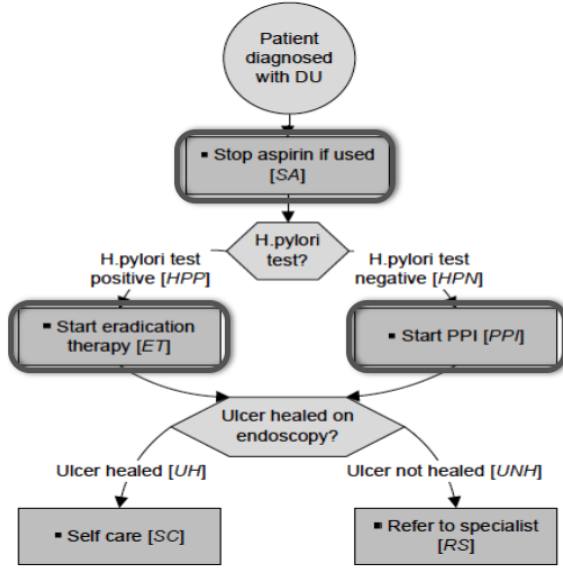 Patient
diagnosed
with DU
▪ Stop aspirin if used
[SA]
H.pylori
test?
H.pylori test
positive [HPP]
H.pylori test
negative [HPN]
▪ Start eradication
therapy [ET]
▪ Start PPI [PPI]
Ulcer healed on
endoscopy?
Ulcer healed [UH]
Ulcer not healed [UNH]
▪ Self care [SC]
▪ Refer to specialist
[RS]